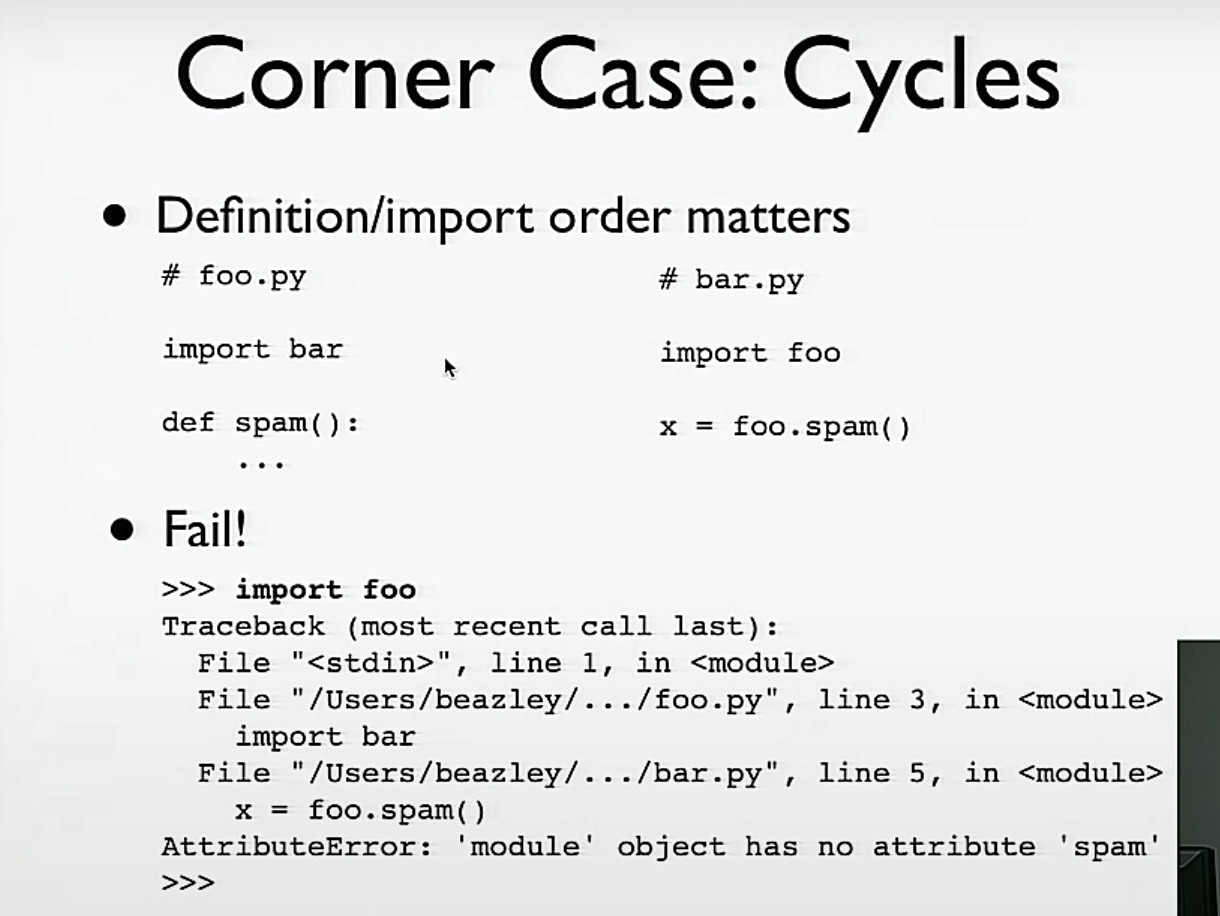 Corner Case: Cycles
• Definition/import order matters
# foo.py
import bar
def spam():
...
# bar.py
import foo
x = foo.spam()
• Fail!
>>> import foo
Traceback (most recent call last):
File "<stdin>", line 1, in <module>
File "/Users/beazley/.../foo.py", line 3, in <module>
import bar
File "/Users/beazley/.../bar.py", line 5, in <module>
x = foo.spam()
AttributeError: 'module' object has no attribute 'spam'
>>>